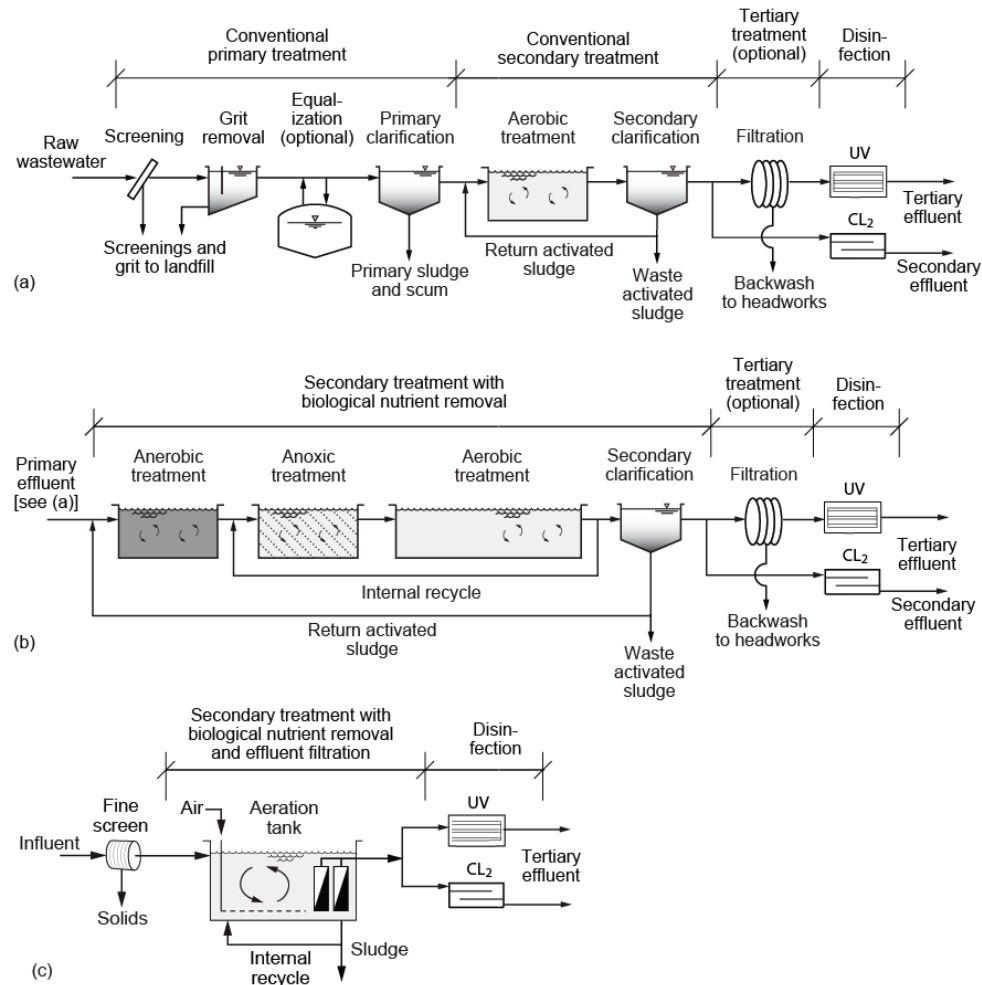 Conventional
primary treatment
Conventional
secondary treatment
Tertiary
treatment
(optional)
Disin-
fection
Raw
wastewater
Screening
Grit
removal
Equal-
ization
(optional)
Primary
clarification
Aerobic
treatment
Secondary
clarification
Filtration
UV
Tertiary
effluent
CL2
Secondary
effluent
Screenings and
grit to landfill
Primary sludge
and scum
Return activated
sludge
Waste
activated
sludge
Backwash
to headworks
(a)
Secondary treatment with
biological nutrient removal
Tertiary
treatment
(optional)
Disin-
fection
Primary
effluent
[see (a)]
Anerobic
treatment
Anoxic
treatment
Aerobic
treatment
Secondary
clarification
Filtration
UV
Tertiary
effluent
CL2
Secondary
effluent
Internal recycle
Return activated
sludge
Waste
activated
sludge
Backwash
to headworks
(b)
Secondary treatment with
biological nutrient removal
and effluent filtration
Disin-
fection
Influent
Fine
screen
Solids
Air
Aeration
tank
UV
CL2
Tertiary
effluent
Internal
recycle
Sludge
(c)